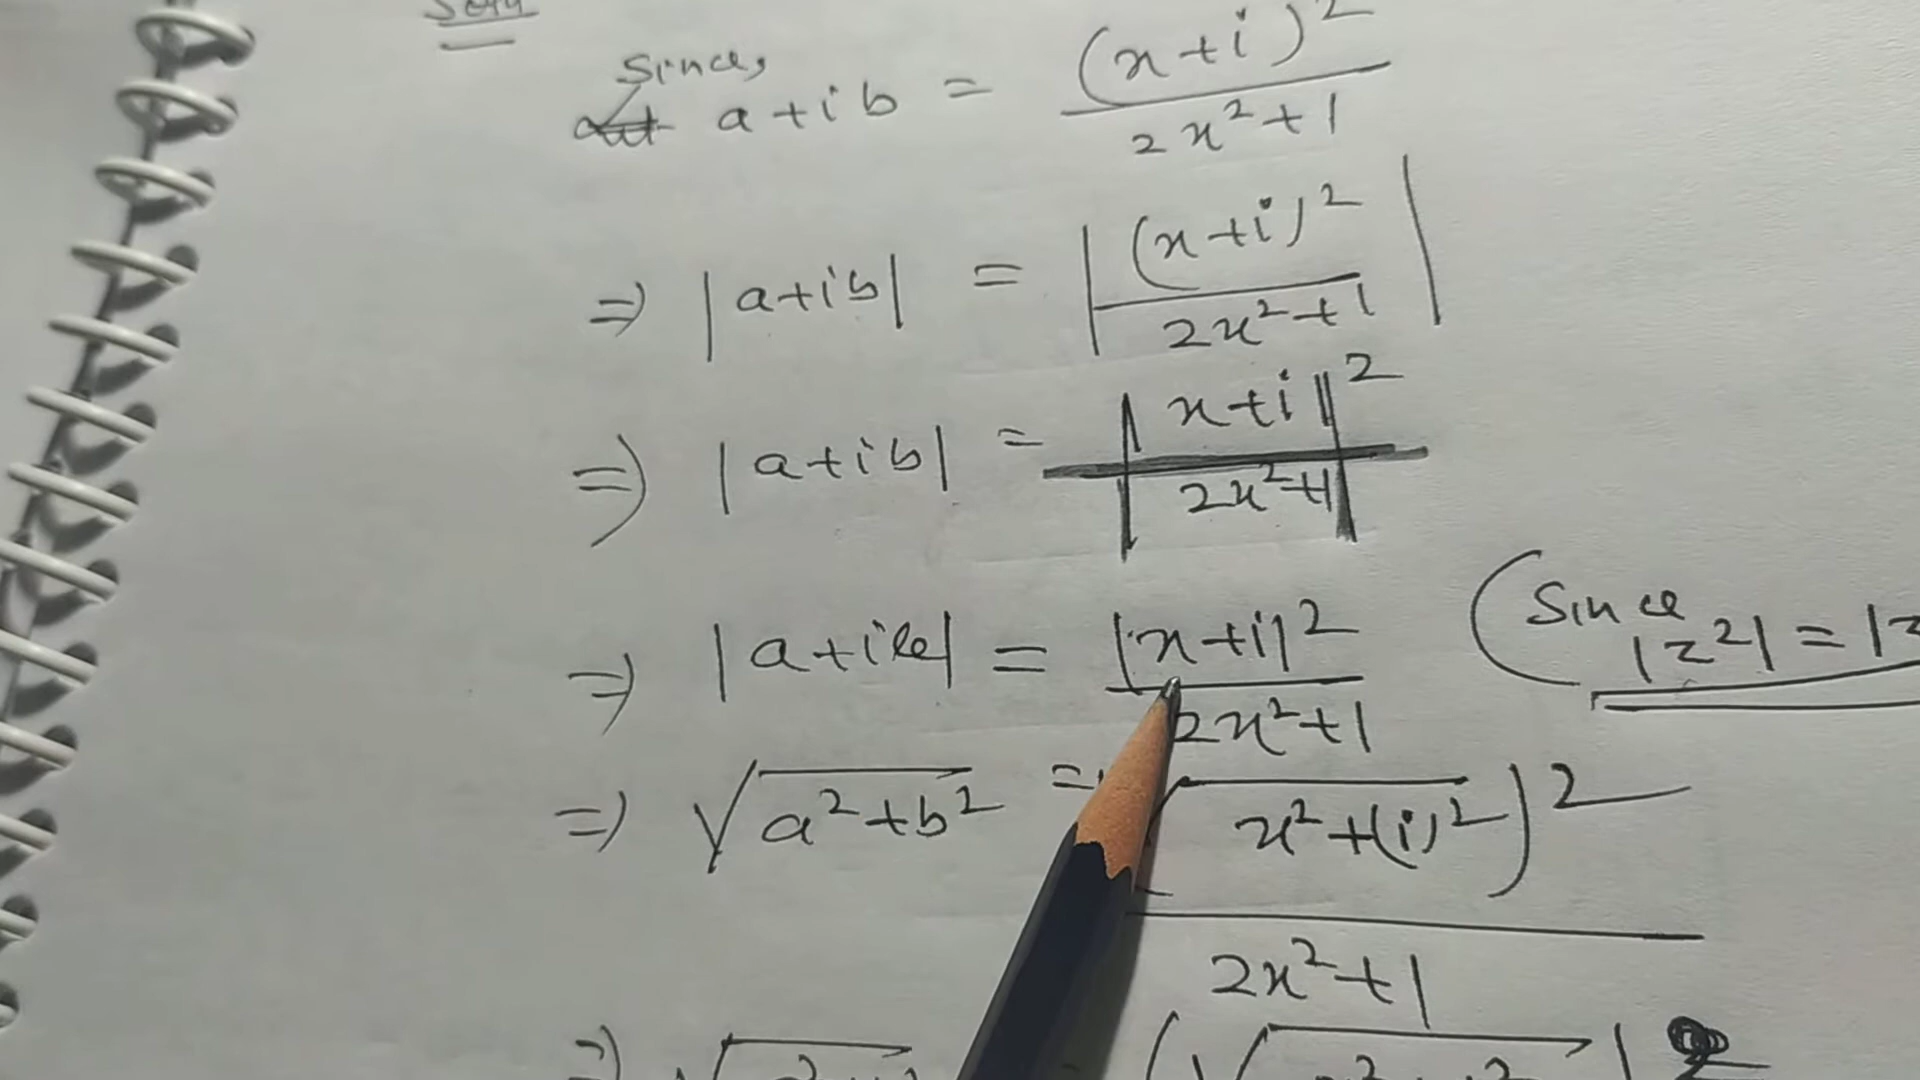 Soln
Since,
a+ib = (x+i)²/2x²+1
=> |a+ib| = |(x+i)²/2x²+1|
=> |a+ib| = |x+i|²/|2x²+1|
=> |a+ib| = |x+i|²/2x²+1 (Since |z²| = |z
=> √a²+b² = (√x²+(i)²)²/2x²+1
=>